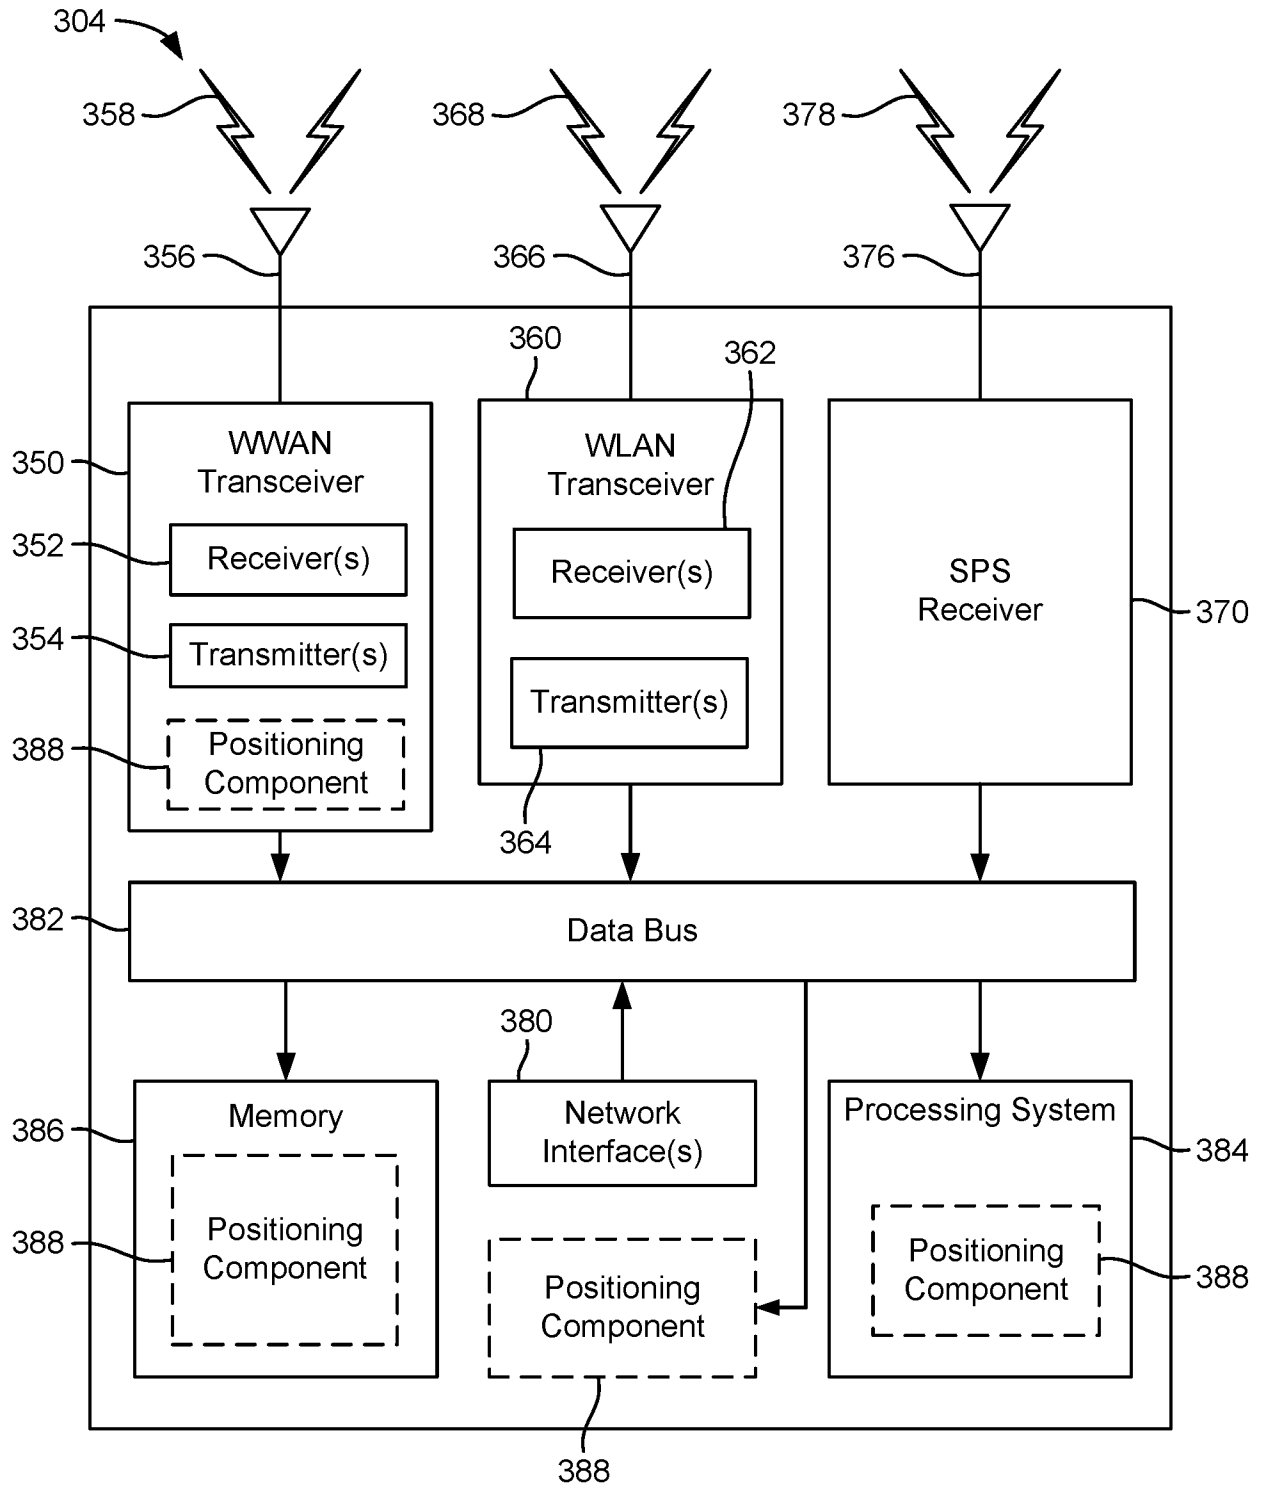 304
358
368
378
356
366
376
360
362
WWAN
Transceiver
WLAN
Transceiver
350
352
Receiver(s)
Receiver(s)
SPS
Receiver
370
354
Transmitter(s)
Transmitter(s)
388
Positioning
Component
364
382
Data Bus
380
Memory
Network
Interface(s)
Processing System
386
384
388
Positioning
Component
Positioning
Component
Positioning
Component
388
388